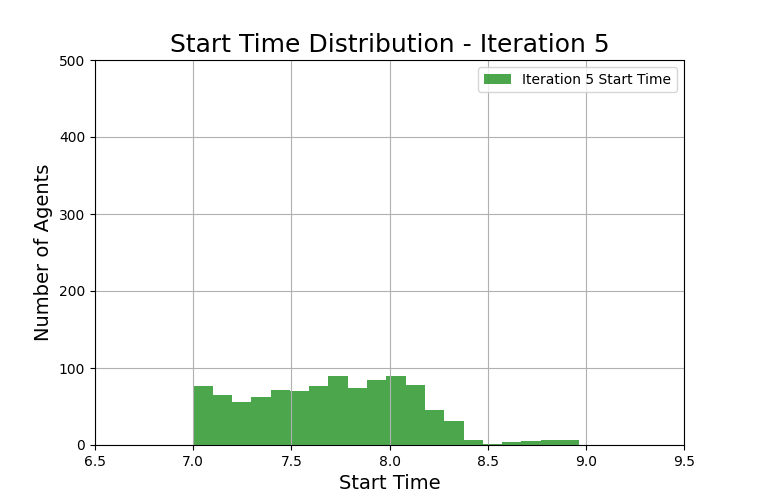 Start Time Distribution - Iteration 5
Iteration 5 Start Time
500
400
300
200
100
0
Number of Agents
6.5 7.0 7.5 8.0 8.5 9.0 9.5
Start Time